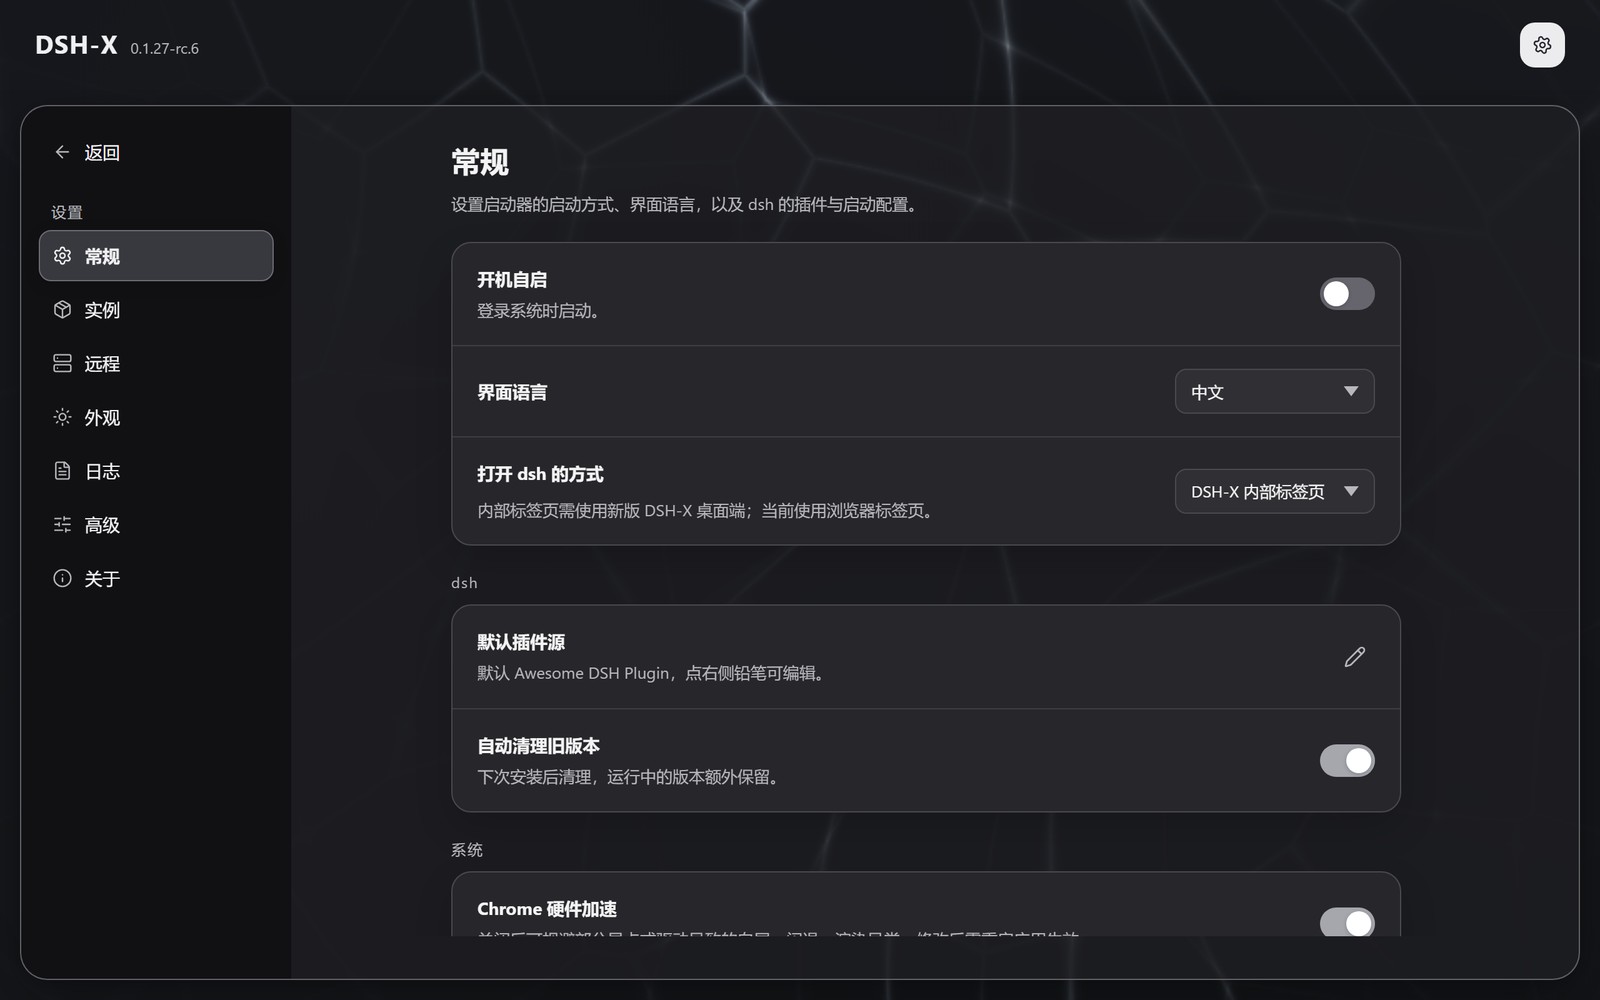 DSH-X 0.1.27-rc.6
返回
设置
常规
实例
远程
外观
日志
高级
关于
常规
设置启动器的启动方式、界面语言，以及 dsh 的插件与启动配置。
开机自启
登录系统时启动。
界面语言
中文
打开 dsh 的方式
内部标签页需使用新版 DSH-X 桌面端；当前使用浏览器标签页。
DSH-X 内部标签页
dsh
默认插件源
默认 Awesome DSH Plugin，点右侧铅笔可编辑。
自动清理旧版本
下次安装后清理，运行中的版本额外保留。
系统
Chrome 硬件加速